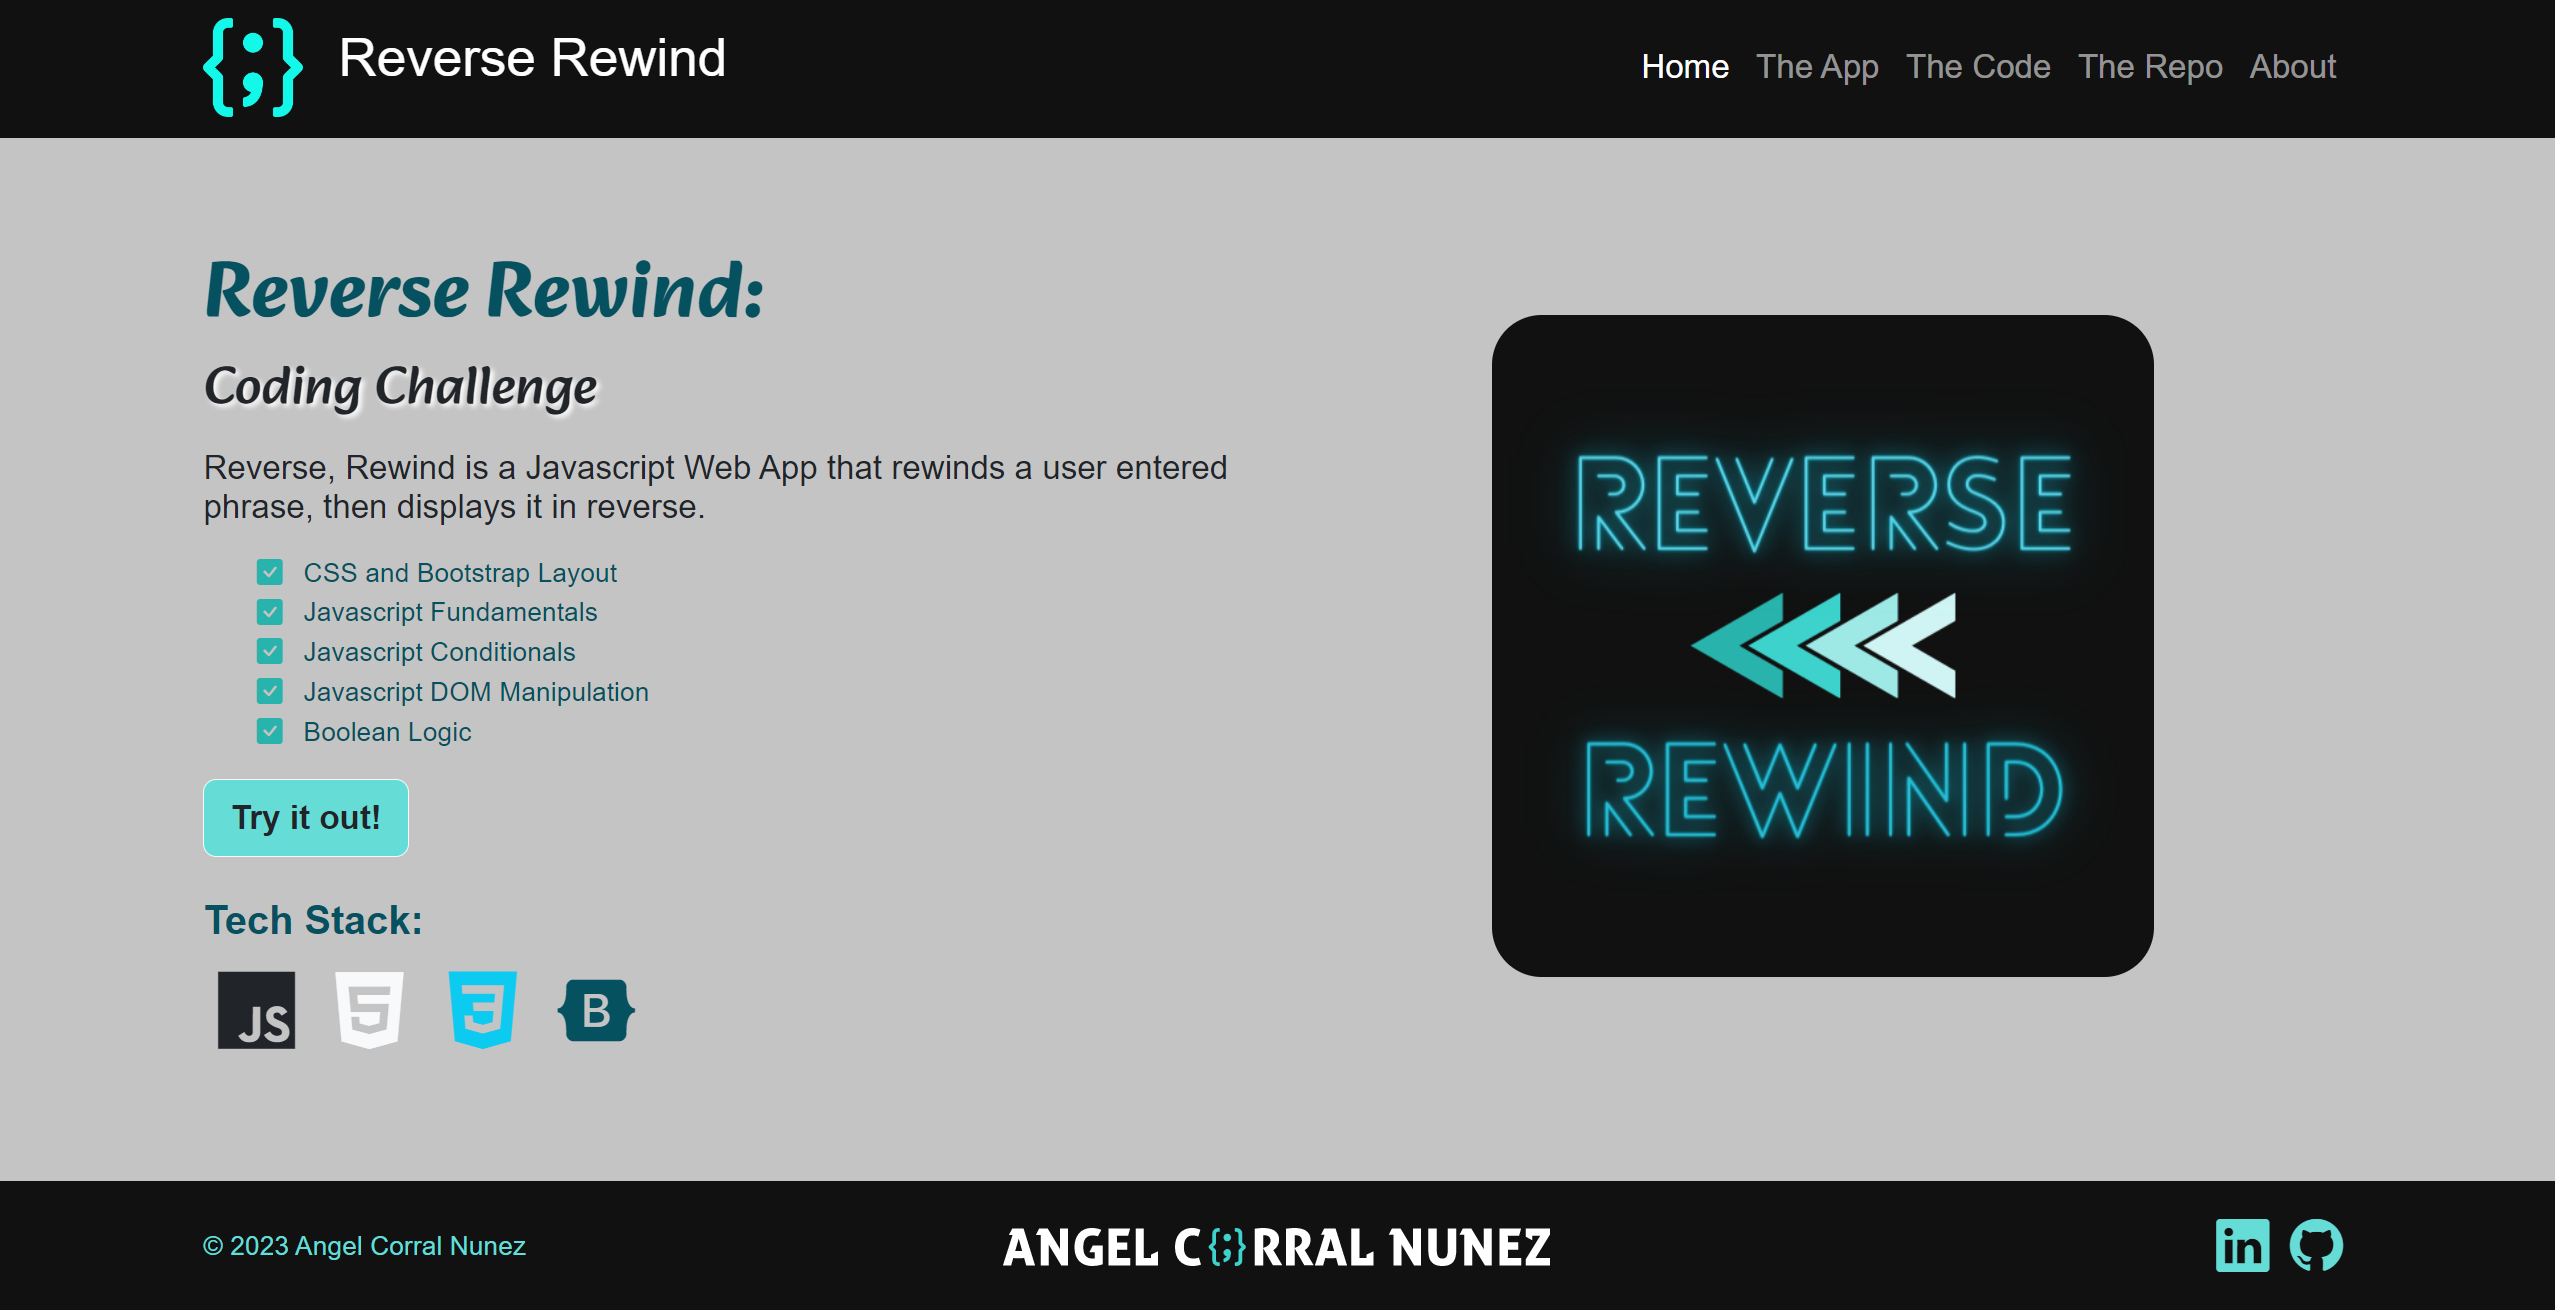 {;} Reverse Rewind
Home The App The Code The Repo About
Reverse Rewind:
Coding Challenge
Reverse, Rewind is a Javascript Web App that rewinds a user entered
phrase, then displays it in reverse.
CSS and Bootstrap Layout
Javascript Fundamentals
Javascript Conditionals
Javascript DOM Manipulation
Boolean Logic
Try it out!
Tech Stack:
JS 5 3 B
REVERSE
REWIND
© 2023 Angel Corral Nunez
ANGEL C{;}RRAL NUNEZ
in